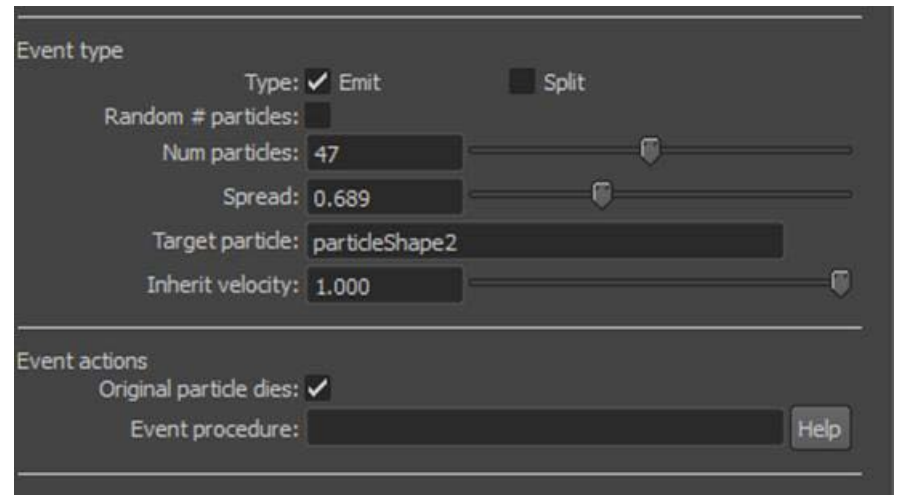 Event type
Type: Emit Split
Random # particles:
Num particles: 47
Spread: 0.689
Target particle: particleShape2
Inherit velocity: 1.000
Event actions
Original particle dies:
Event procedure: Help